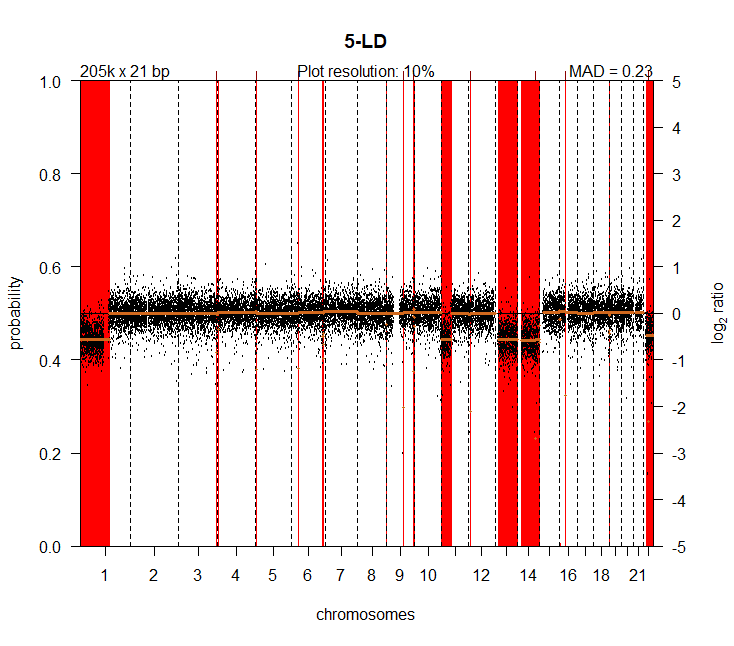 5-LD
205k x 21 bp Plot resolution: 10% MAD = 0.23
1.0 5
4
0.8 3
2
0.6 1
0
0.4 -1
-2
0.2 -3
-4
0.0 -5
probability
log2 ratio
1 2 3 4 5 6 7 8 9 10 12 14 16 18 21
chromosomes